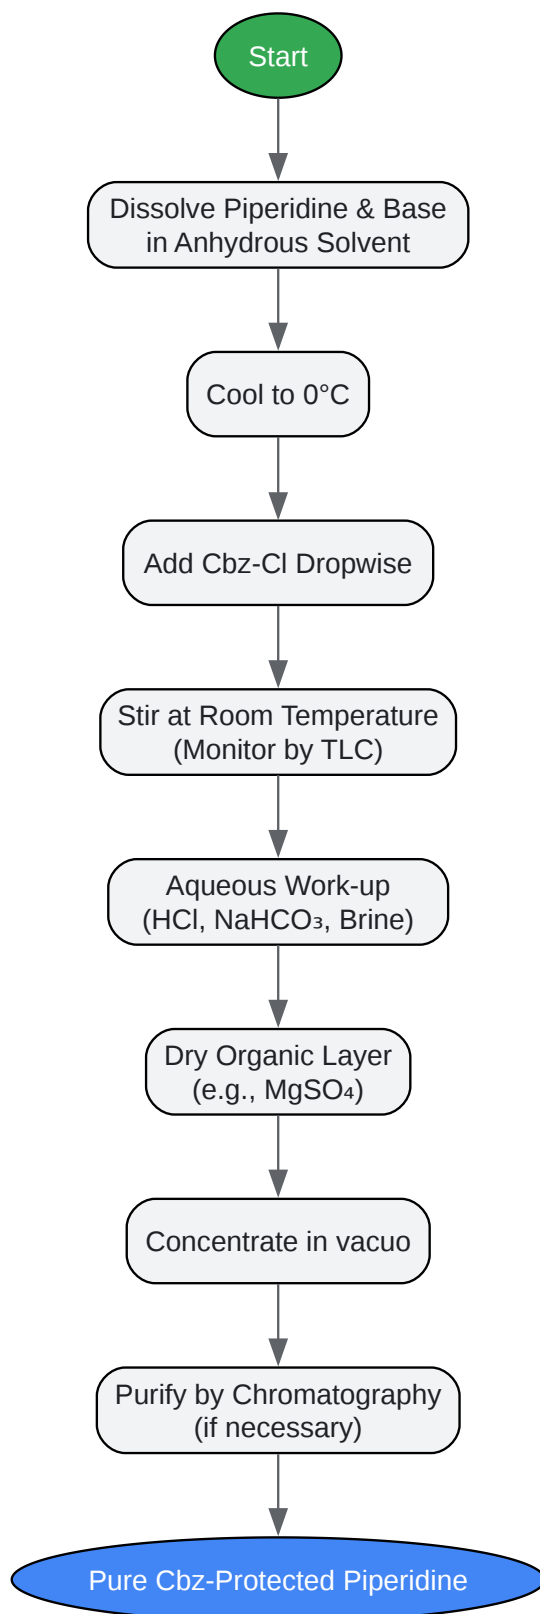 Start
Dissolve Piperidine & Base
in Anhydrous Solvent
Cool to 0°C
Add Cbz-Cl Dropwise
Stir at Room Temperature
(Monitor by TLC)
Aqueous Work-up
(HCl, NaHCO₃, Brine)
Dry Organic Layer
(e.g., MgSO₄)
Concentrate in vacuo
Purify by Chromatography
(if necessary)
Pure Cbz-Protected Piperidine